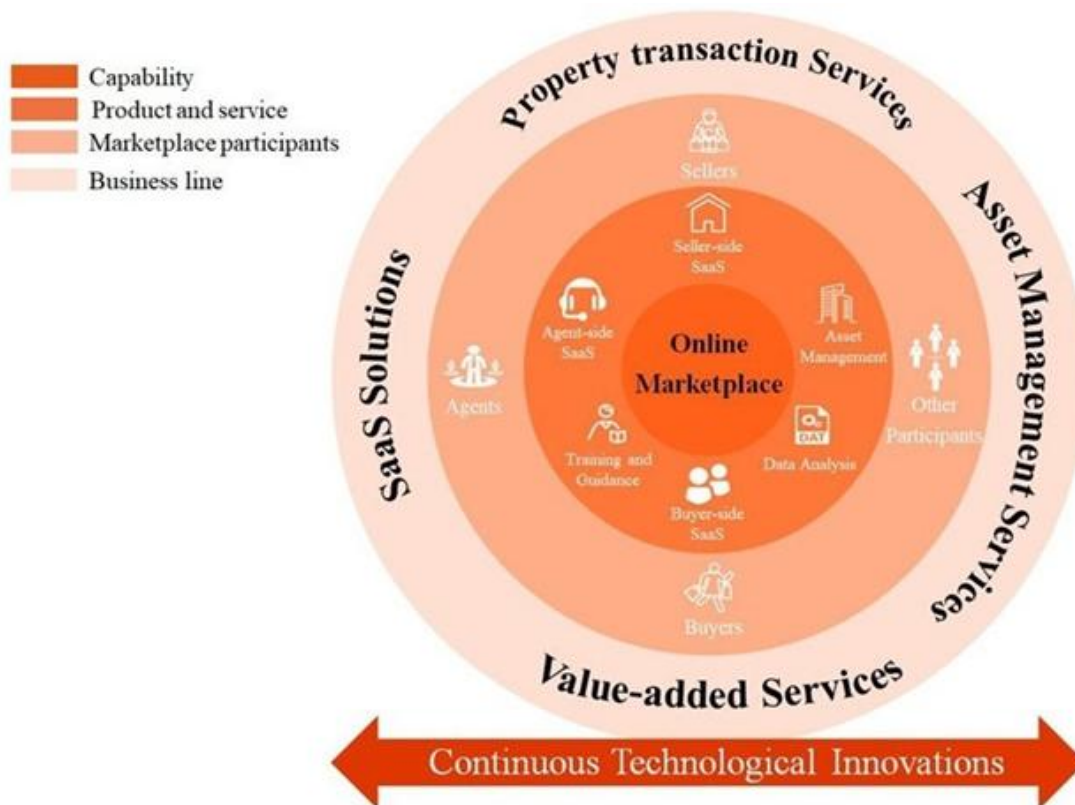 Capability
Product and service
Marketplace participants
Business line
Property transaction Services
Asset Management Services
SaaS Solutions
Value-added Services
Sellers
Seller-side
SaaS
Agent-side
SaaS
Asset
Management
Online
Marketplace
Agents
Other
Participants
Training and
Guidance
DAT
Data Analysis
Buyer-side
SaaS
Buyers
Continuous Technological Innovations